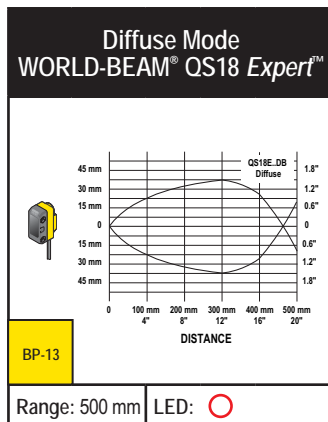 Diffuse Mode
WORLD-BEAM® QS18 Expert™
QS18E..DB
Diffuse
45 mm
30 mm
15 mm
0
15 mm
30 mm
45 mm
1.8"
1.2"
0.6"
0
0.6"
1.2"
1.8"
0 100 mm 200 mm 300 mm 400 mm 500 mm
4" 8" 12" 16" 20"
DISTANCE
BP-13
Range: 500 mm LED: